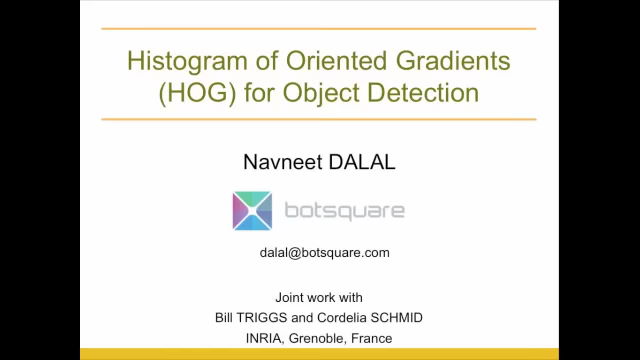 Histogram of Oriented Gradients
(HOG) for Object Detection
Navneet DALAL
botsquare
dalal@botsquare.com
Joint work with
Bill TRIGGS and Cordelia SCHMID
INRIA, Grenoble, France